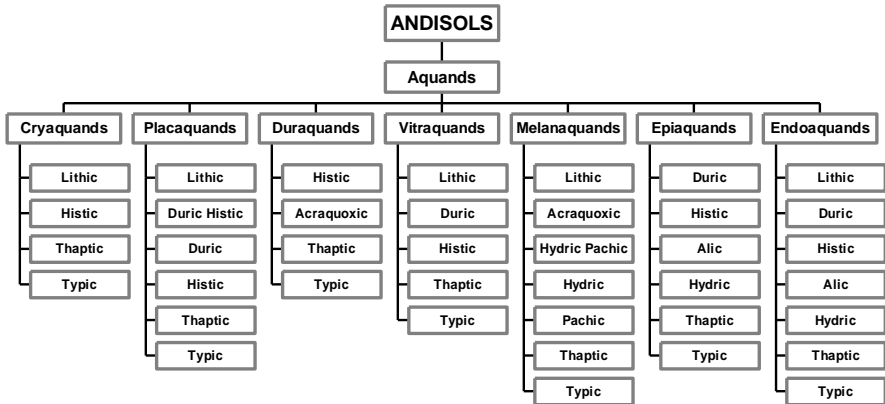 ANDISOLS
Aquands
Cryaquands
Lithic
Histic
Thaptic
Typic
Placaquands
Lithic
Duric Histic
Duric
Histic
Thaptic
Typic
Duraquands
Histic
Acraquoxic
Thaptic
Typic
Vitraquands
Lithic
Duric
Histic
Thaptic
Typic
Melanaquands
Lithic
Acraquoxic
Hydric Pachic
Hydric
Pachic
Thaptic
Typic
Epiaquands
Duric
Histic
Alic
Hydric
Thaptic
Typic
Endoaquands
Lithic
Duric
Histic
Alic
Hydric
Thaptic
Typic